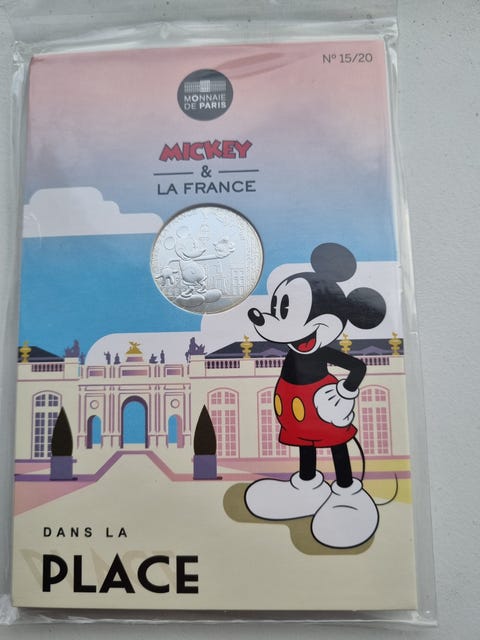 N° 15/20
MONNAIE
DE PARIS
MICKEY
&
LA FRANCE
DANS LA
PLACE